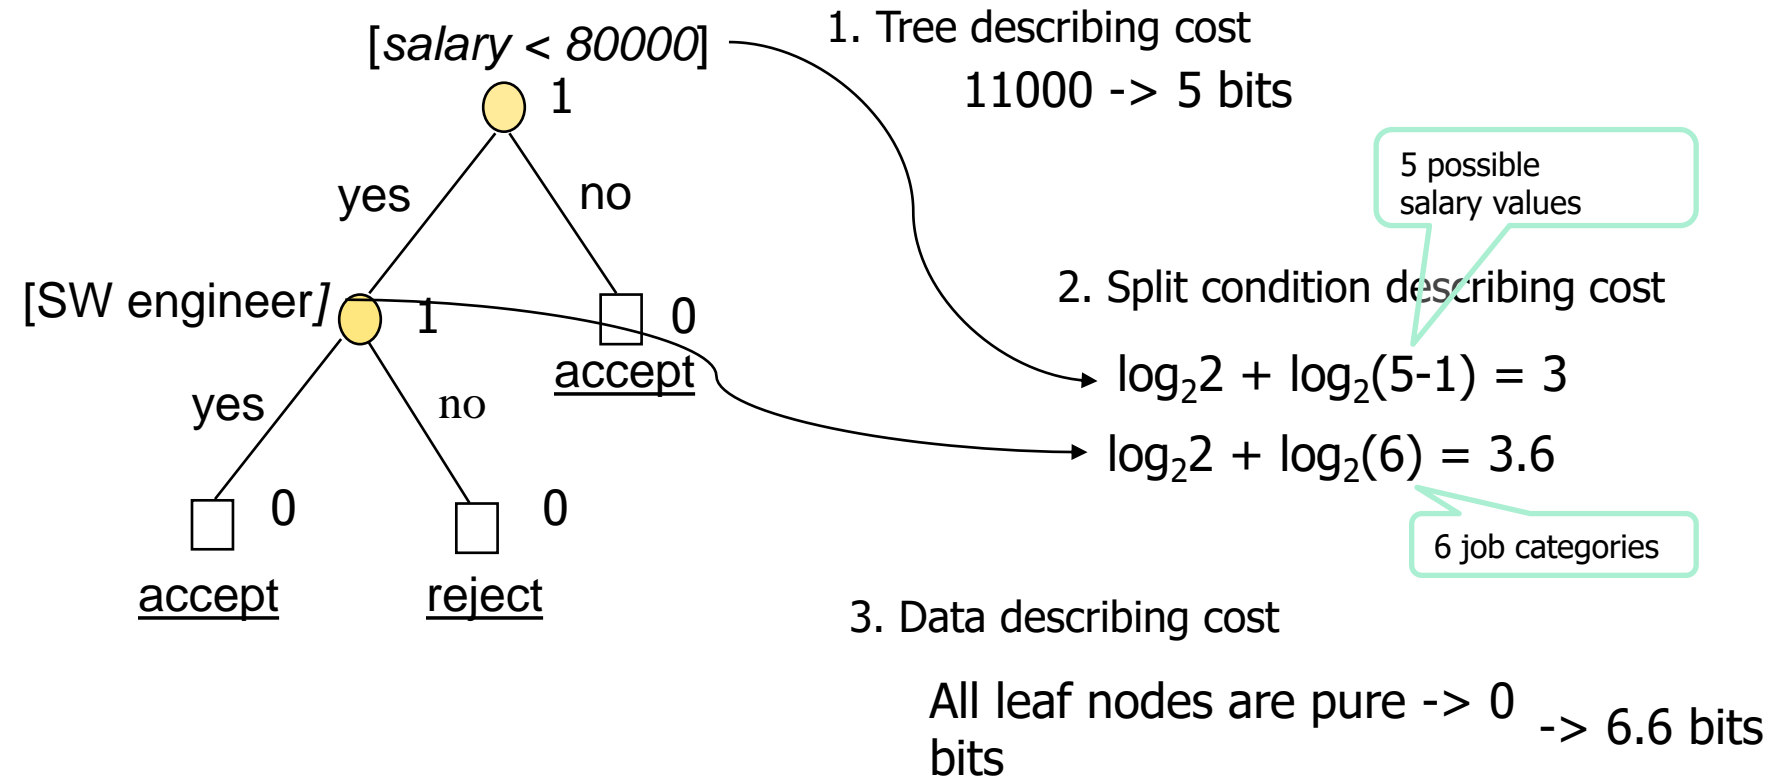 [salary < 80000]
1
yes
no
[SW engineer]
1
0
accept
yes
no
0
0
accept
reject
1. Tree describing cost
11000 -> 5 bits
5 possible
salary values
2. Split condition describing cost
log₂2 + log₂(5-1) = 3
log₂2 + log₂(6) = 3.6
6 job categories
3. Data describing cost
All leaf nodes are pure -> 0
bits
-> 6.6 bits